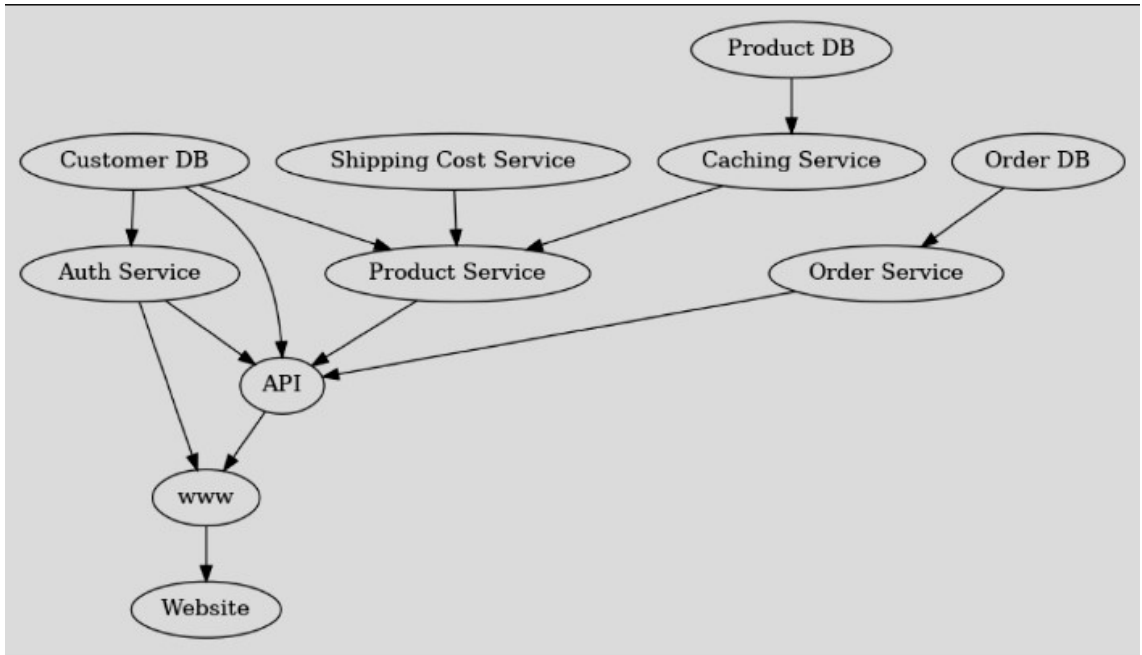 Product DB
Customer DB
Shipping Cost Service
Caching Service
Order DB
Auth Service
Product Service
Order Service
API
www
Website